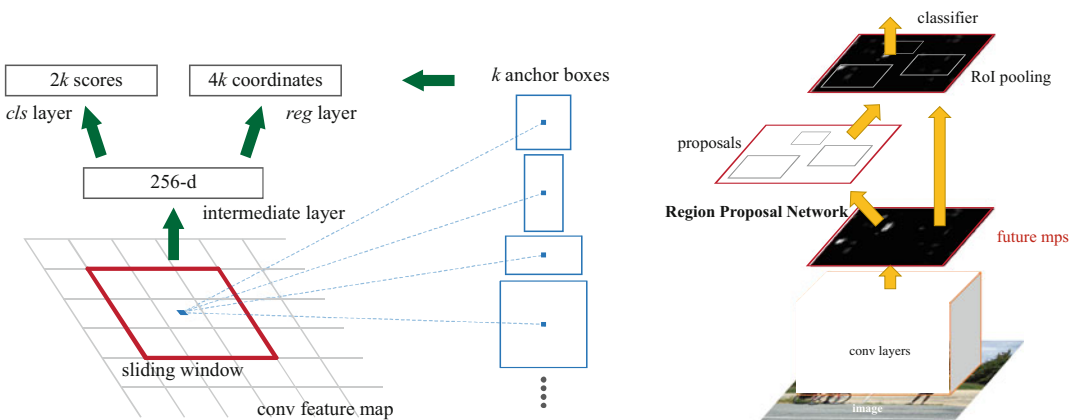 2k scores
4k coordinates
k anchor boxes
cls layer
reg layer
256-d
intermediate layer
sliding window
conv feature map
classifier
RoI pooling
proposals
Region Proposal Network
future mps
conv layers
image